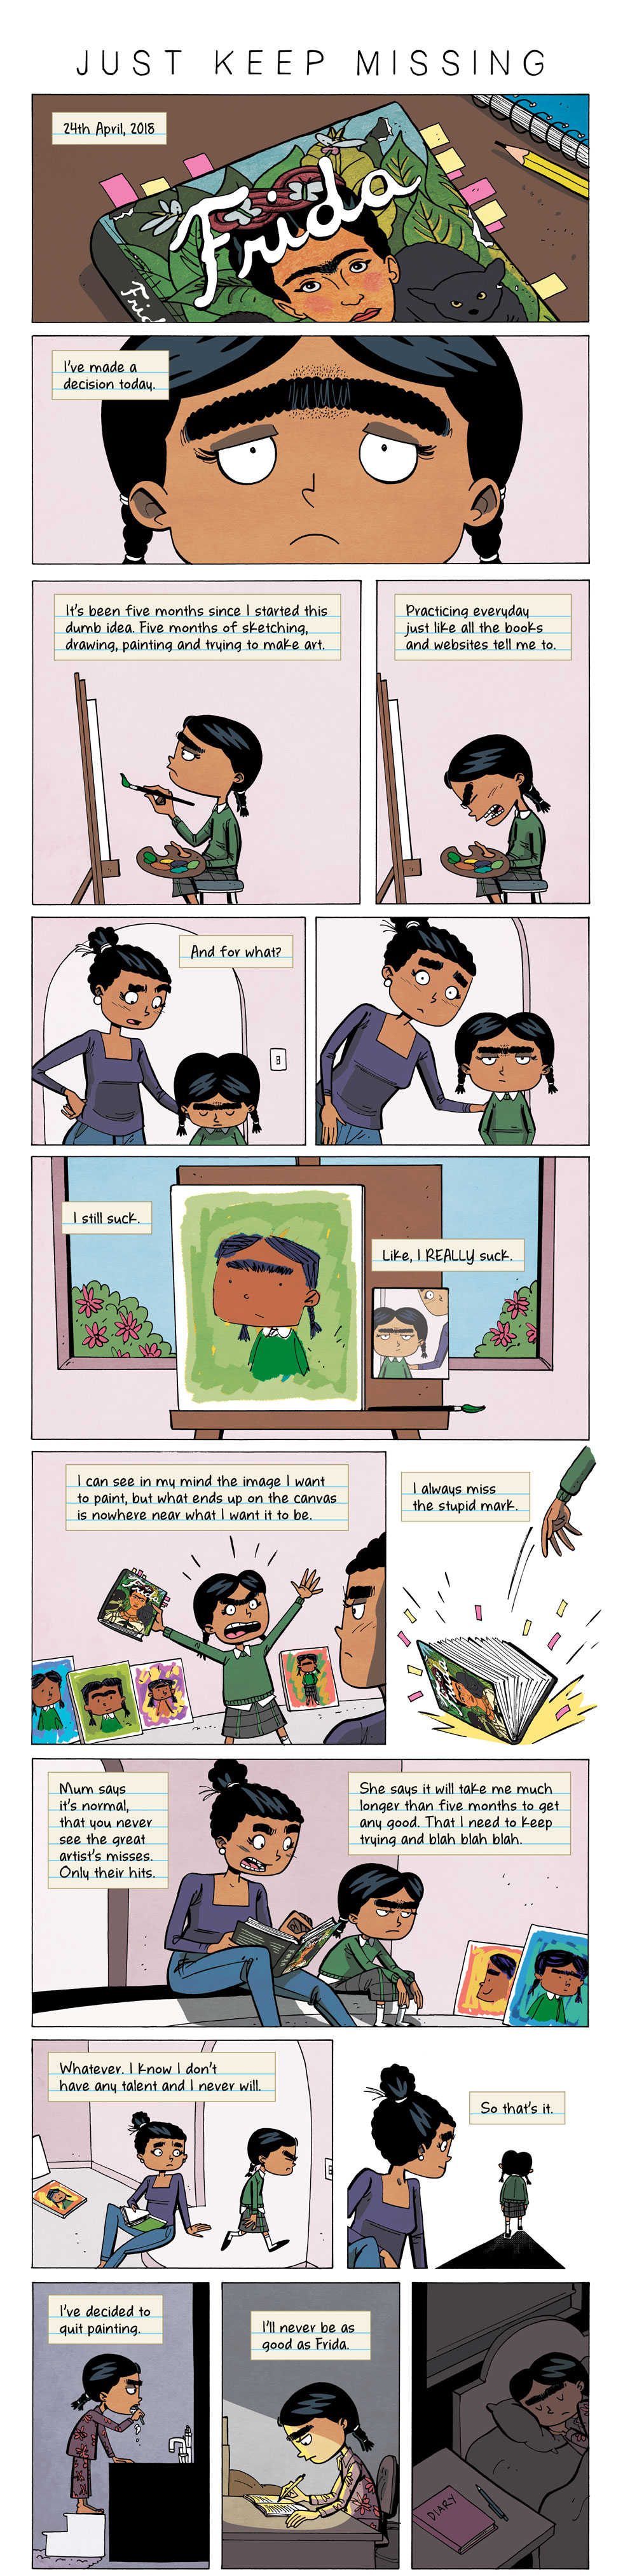 JUST KEEP MISSING
24th April, 2018
Frida
Frid
I've made a
decision today.
It's been five months since I started this
dumb idea. Five months of sketching,
drawing, painting and trying to make art.
Practicing everyday
just like all the books
and websites tell me to.
And for what?
I still suck.
Like, I REALLY suck.
I can see in my mind the image I want
to paint, but what ends up on the canvas
is nowhere near what I want it to be.
Frida
I always miss
the stupid mark.
Mum says
it's normal,
that you never
see the great
artist's misses.
Only their hits.
She says it will take me much
longer than five months to get
any good. That I need to keep
trying and blah blah blah.
Whatever. I know I don't
have any talent and I never will.
So that's it.
I've decided to
quit painting.
I'll never be as
good as Frida.
DIARY